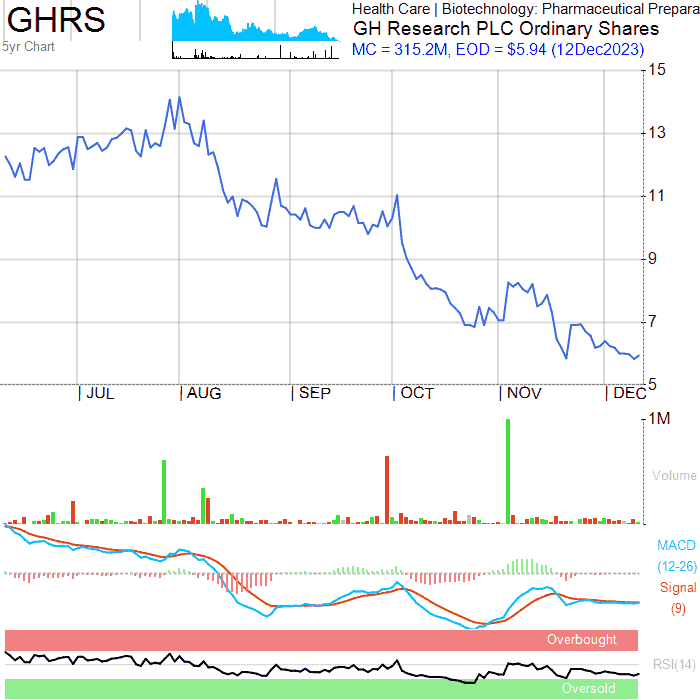 GHRS
5yr Chart
Health Care | Biotechnology: Pharmaceutical Prepara
GH Research PLC Ordinary Shares
MC = 315.2M, EOD = $5.94 (12Dec2023)
15
13
11
9
7
5
JUL AUG SEP OCT NOV DEC
1M
Volume
MACD
(12-26)
Signal
(9)
Overbought
RSI(14)
Oversold